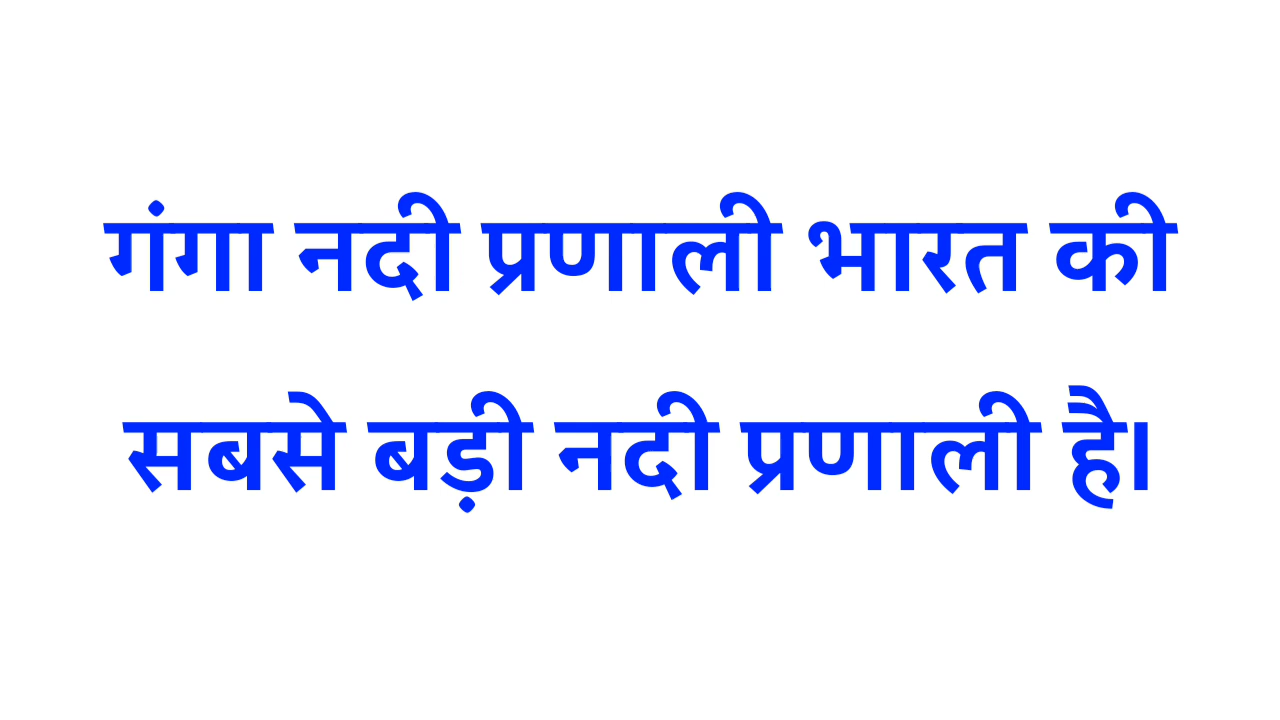 गंगा नदी प्रणाली भारत की
सबसे बड़ी नदी प्रणाली है।